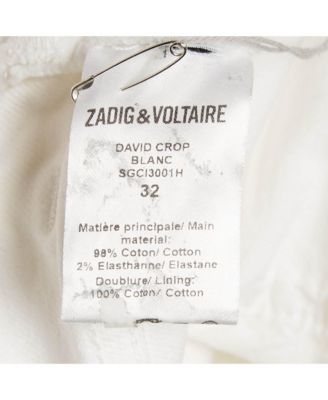 ZADIG&VOLTAIRE
DAVID CROP
BLANC
SGCI3001H
32
Matière principale/ Main
material:
98% Coton/ Cotton
2% Elasthanne/ Elastane
Doublure/ Lining:
100% Coton/ Cotton